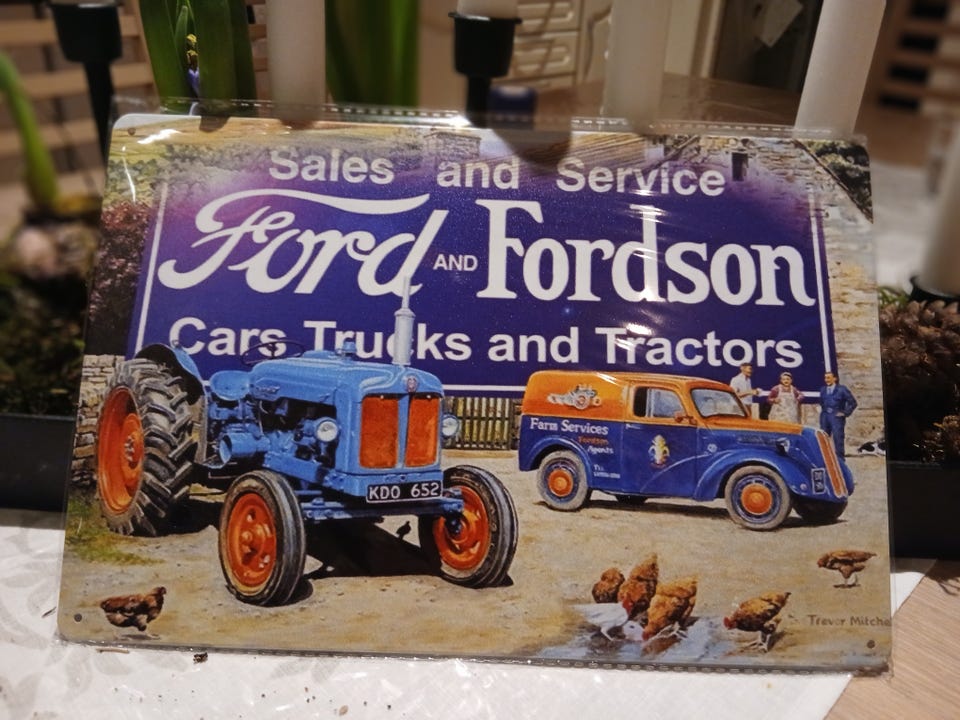 Sales and Service
Ford AND Fordson
Cars Trucks and Tractors
KDO 652
Farm Services
Fordson
Agents
Trevor Mitche